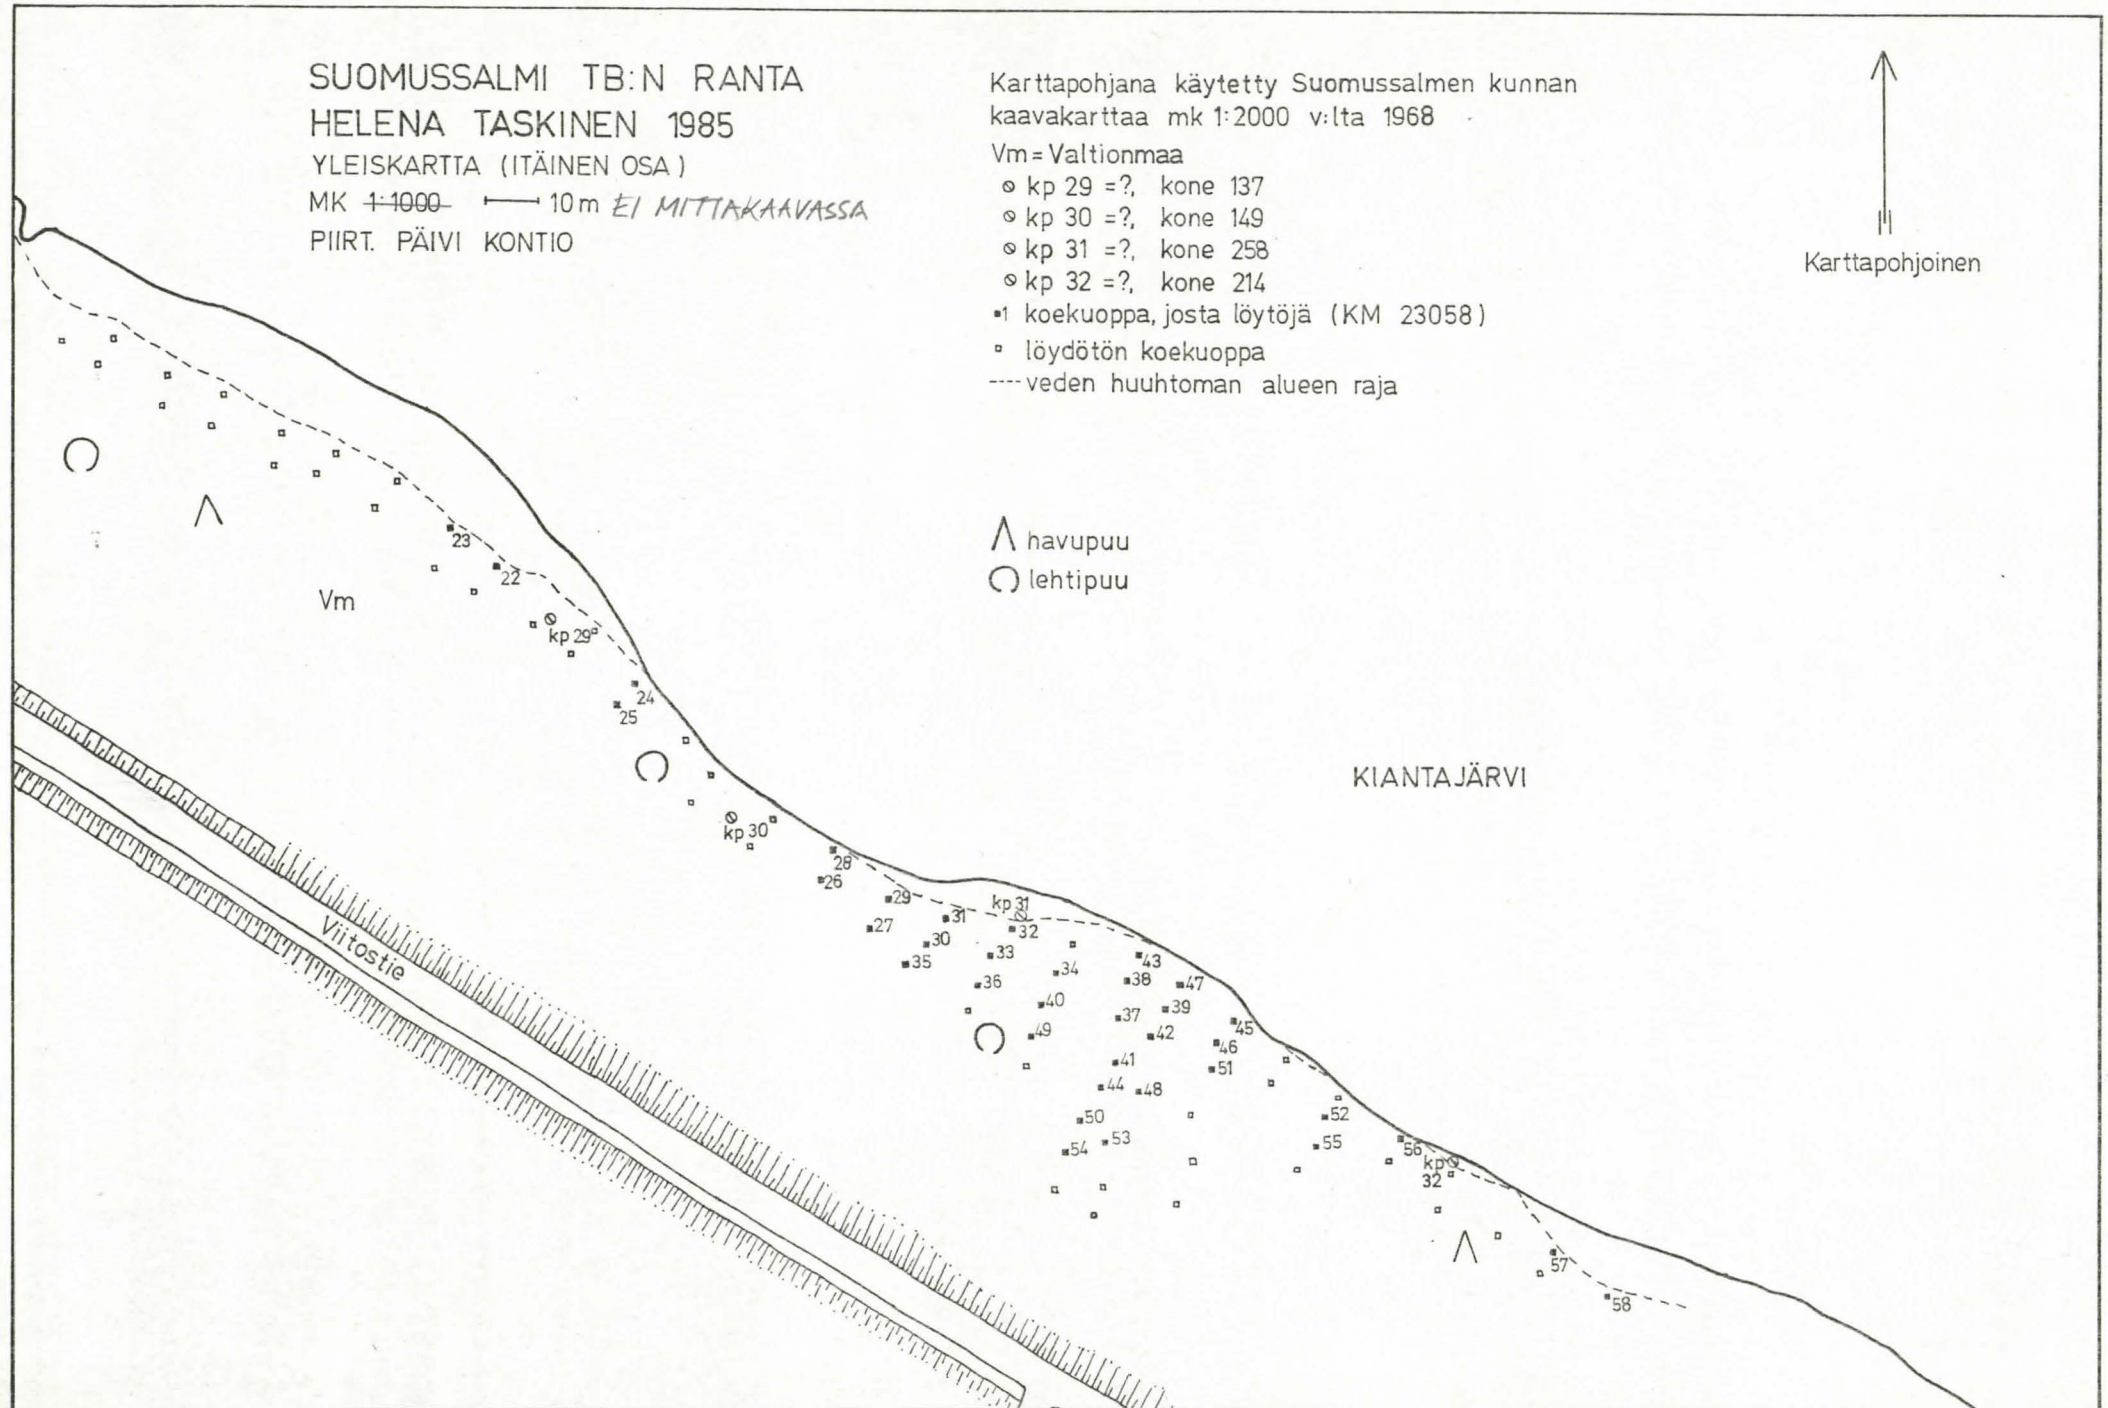 SUOMUSSALMI TB:N RANTA
HELENA TASKINEN 1985
YLEISKARTTA (ITÄINEN OSA)
MK 1:1000 10m EI MITTAKAAVASSA
PIIRT. PÄIVI KONTIO
Karttapohjana käytetty Suomussalmen kunnan
kaavakarttaa mk 1:2000 v:lta 1968
Vm = Valtionmaa
kp 29 =?, kone 137
kp 30 =?, kone 149
kp 31 =?, kone 258
kp 32 =?, kone 214
1 koekuoppa, josta löytöjä (KM 23058)
löydötön koekuoppa
---- veden huuhtoman alueen raja
Karttapohjoinen
havupuu
lehtipuu
23
22
Vm
kp 29
24
25
KIANTAJÄRVI
kp 30
28
26
29
kp 31
31
27
32
30
33
35
43
34
36
38
47
40
39
37
45
49
42
46
41
51
44
48
50
52
53
54
55
56
kp
32
57
58
Viitostie